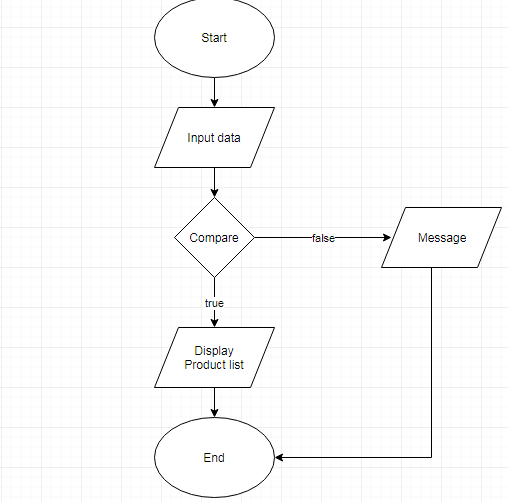 Start
Input data
Compare
false
Message
true
Display
Product list
End